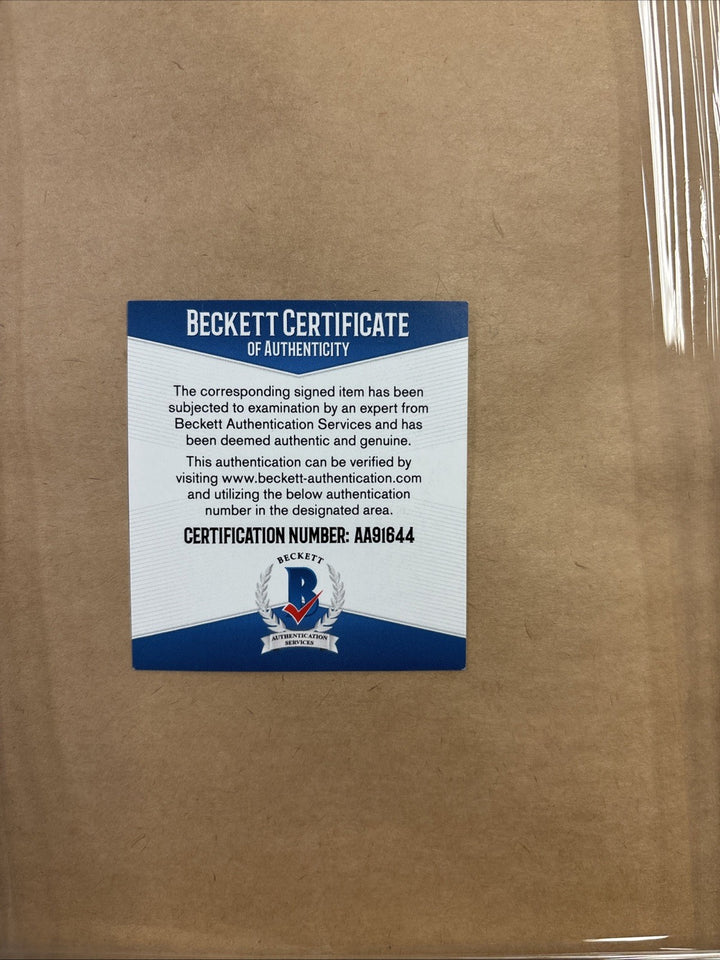 BECKETT CERTIFICATE
OF AUTHENTICITY
The corresponding signed item has been
subjected to examination by an expert from
Beckett Authentication Services and has
been deemed authentic and genuine.
This authentication can be verified by
visiting www.beckett-authentication.com
and utilizing the below authentication
number in the designated area.
CERTIFICATION NUMBER: AA91644
BECKETT
B
AUTHENTICATION
SERVICES